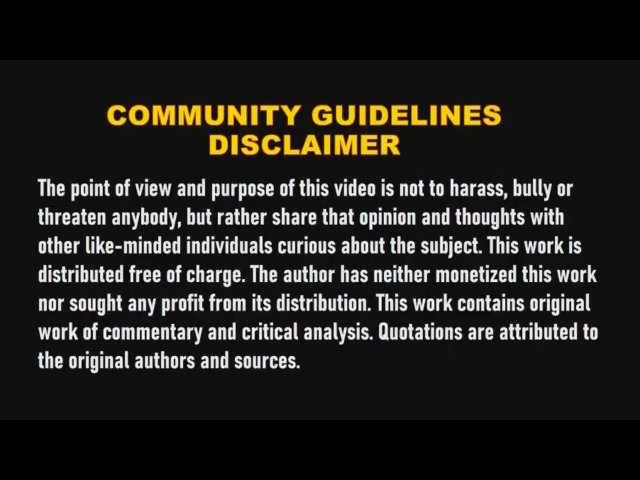 COMMUNITY GUIDELINES
DISCLAIMER
The point of view and purpose of this video is not to harass, bully or
threaten anybody, but rather share that opinion and thoughts with
other like-minded individuals curious about the subject. This work is
distributed free of charge. The author has neither monetized this work
nor sought any profit from its distribution. This work contains original
work of commentary and critical analysis. Quotations are attributed to
the original authors and sources.